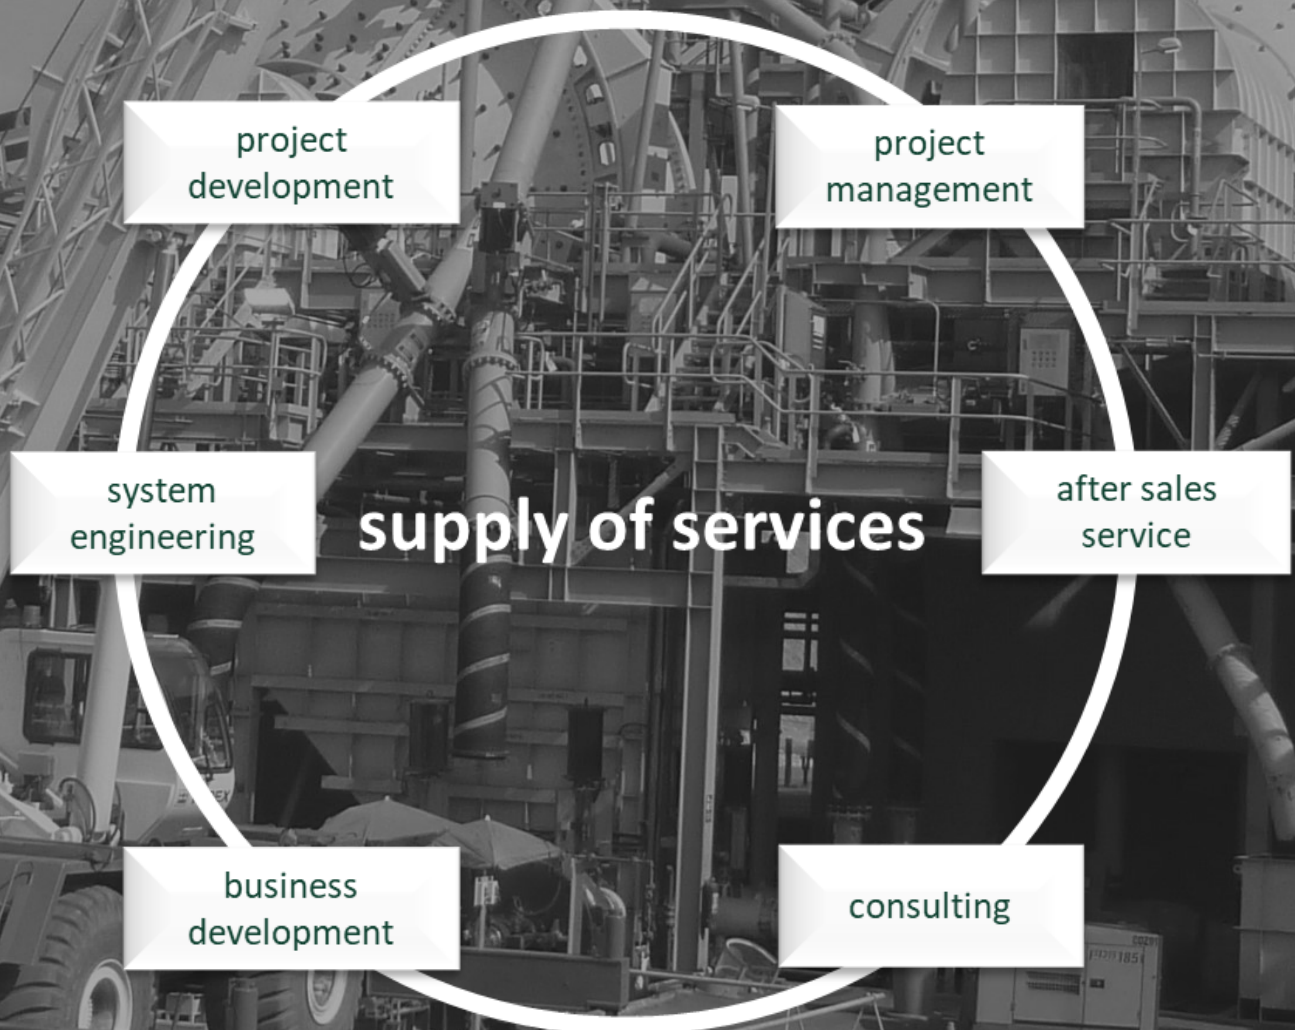 project
development
project
management
system
engineering
supply of services
after sales
service
business
development
consulting